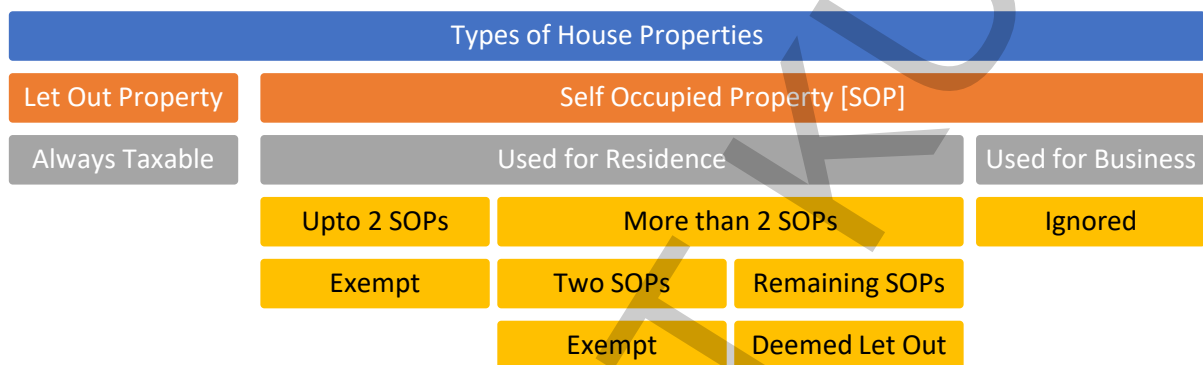 Types of House Properties
Let Out Property
Self Occupied Property [SOP]
Always Taxable
Used for Residence
Used for Business
Upto 2 SOPs
More than 2 SOPs
Ignored
Exempt
Two SOPs
Remaining SOPs
Exempt
Deemed Let Out